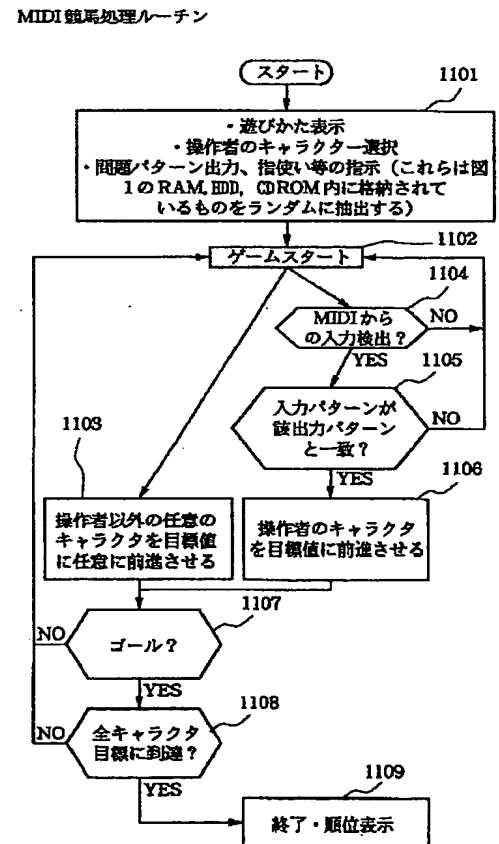 MIDI競馬処理ルーチン
スタート
1101
・遊びかた表示
・操作者のキャラクター選択
・問題パターン出力、指使い等の指示（これらは図
1のRAM,HDD, CDROM内に格納されて
いるものをランダムに抽出する）
1102
ゲームスタート
1104
MIDIから
の入力検出？
NO
YES
1105
入力パターンが
該出力パターン
と一致？
NO
YES
1103
操作者以外の任意の
キャラクタを目標値
に任意に前進させる
1106
操作者のキャラクタ
を目標値に前進させる
1107
ゴール？
NO
YES
1108
全キャラクタ
目標に到達？
NO
YES
1109
終了・順位表示